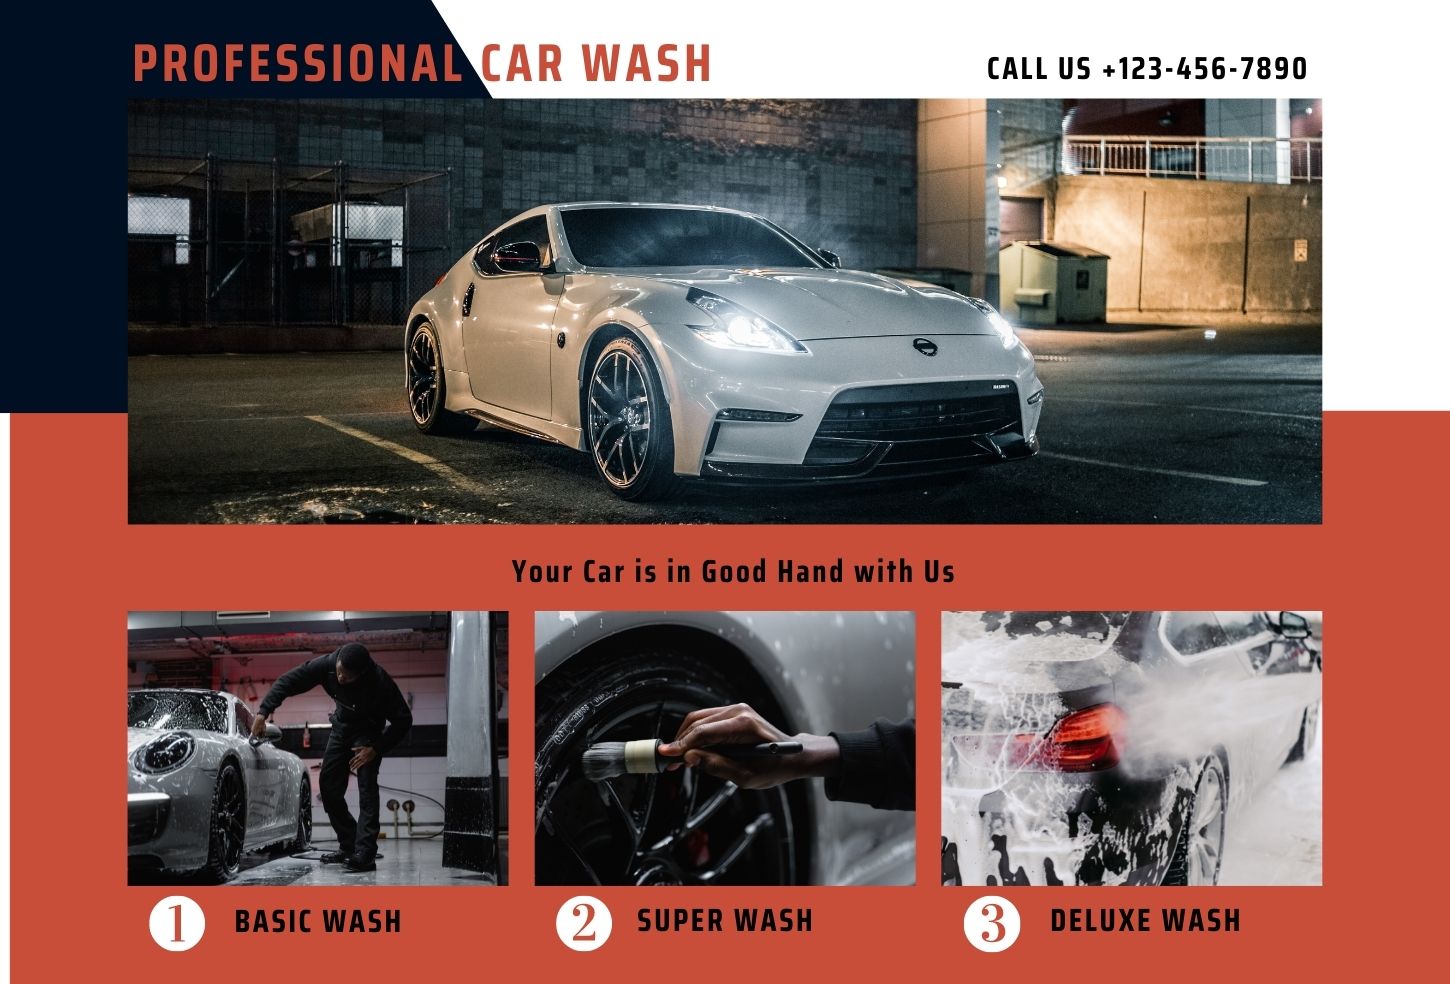 PROFESSIONAL CAR WASH
CALL US +123-456-7890
Your Car is in Good Hand with Us
1 BASIC WASH
2 SUPER WASH
3 DELUXE WASH